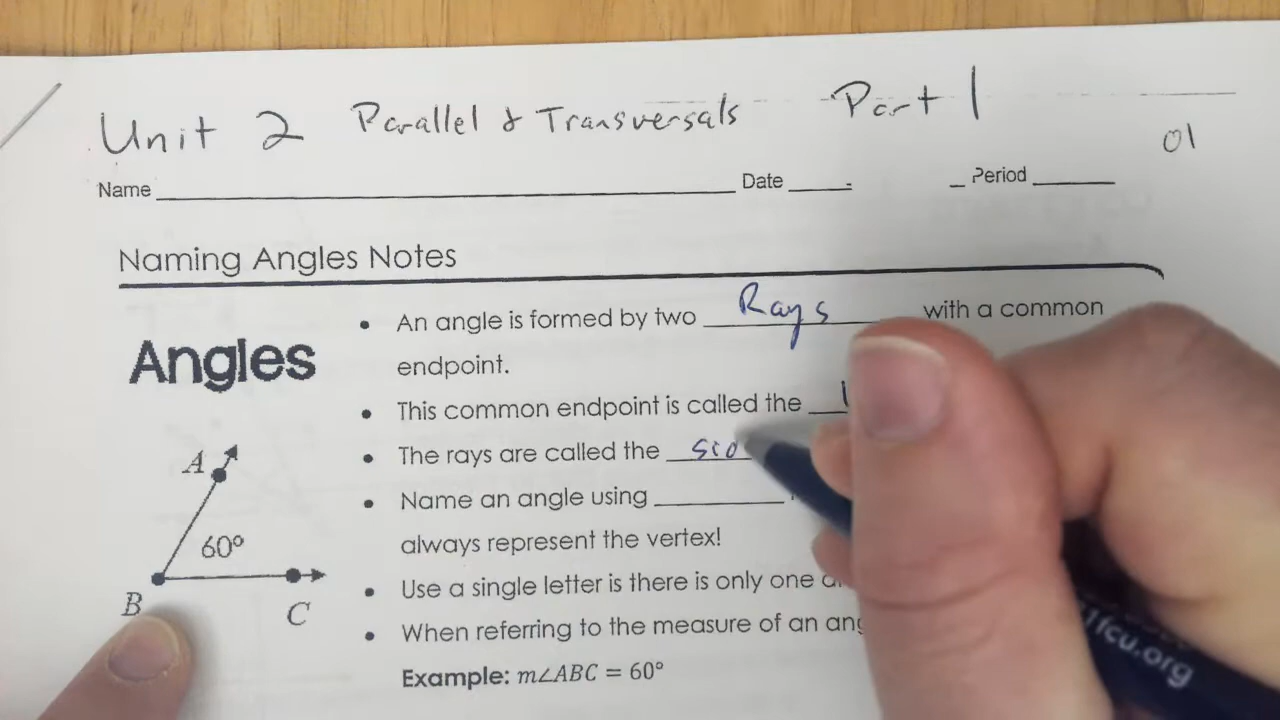 Unit 2 Parallel & Transversals Part 1
01
Name Date Period
Naming Angles Notes
Angles
An angle is formed by two Rays with a common
endpoint.
This common endpoint is called the
The rays are called the
Name an angle using
always represent the vertex!
Use a single letter is there is only one
When referring to the measure of an
Example: m∠ABC = 60°
A
60°
B
C
1fcu.org